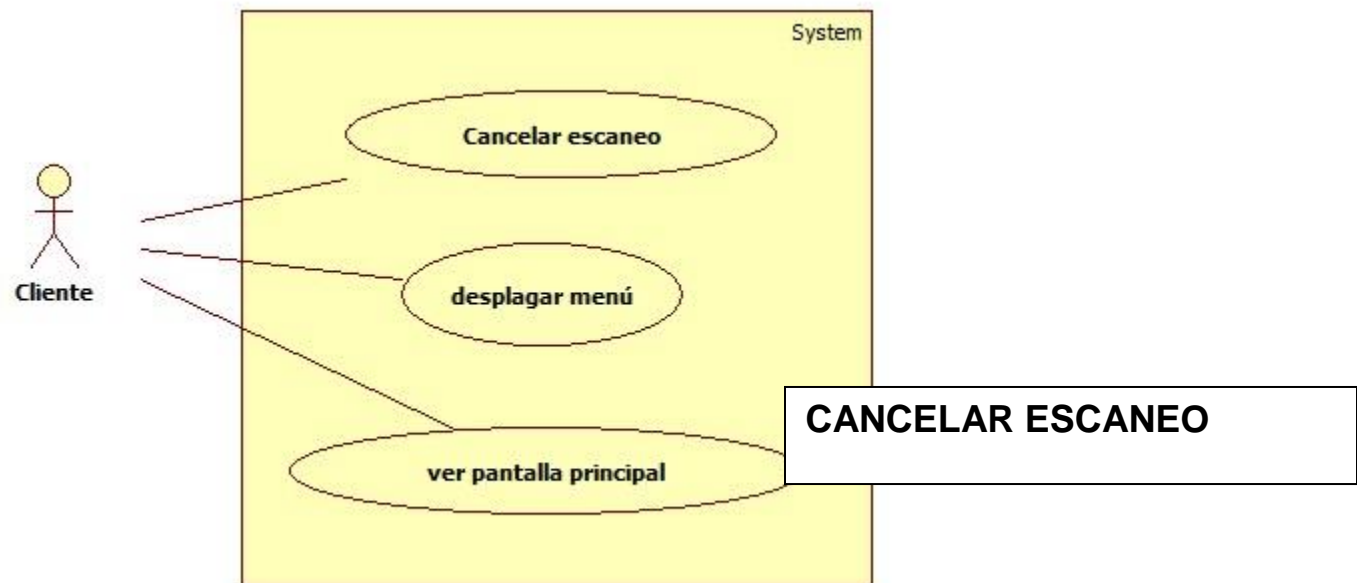 System
Cancelar escaneo
Cliente
desplagar menú
CANCELAR ESCANEO
ver pantalla principal